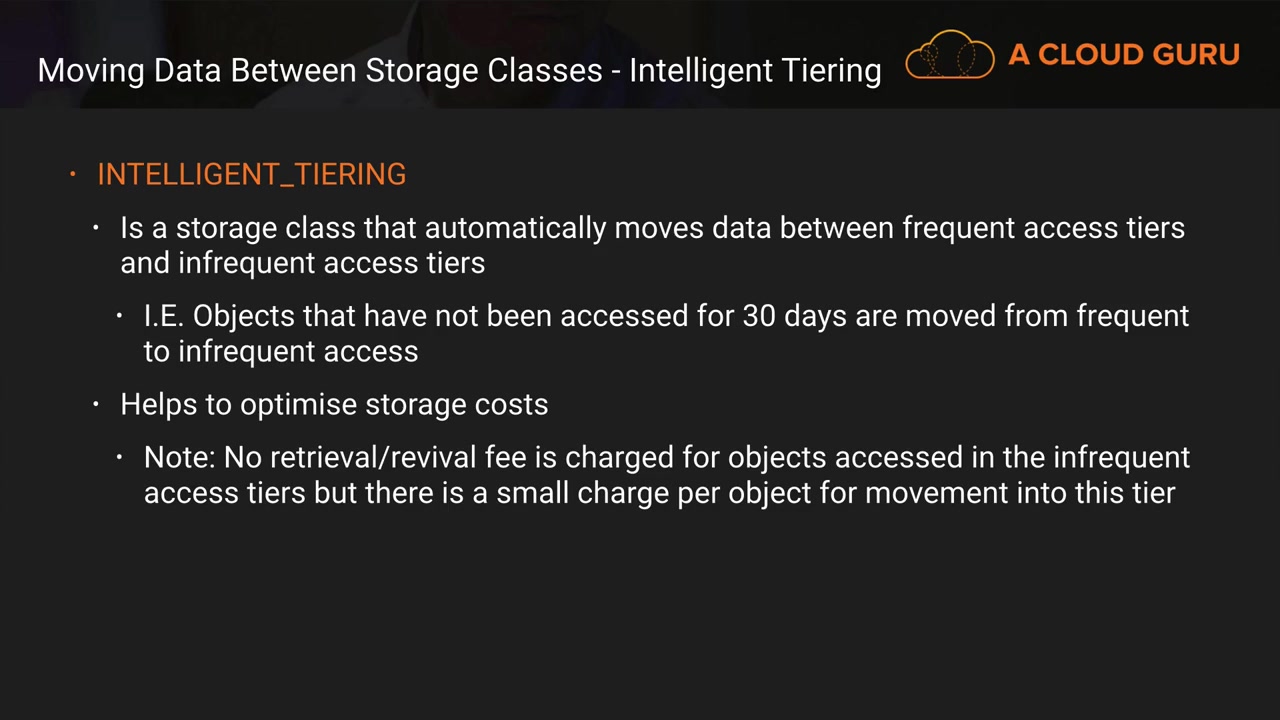 Moving Data Between Storage Classes - Intelligent Tiering
A CLOUD GURU
· INTELLIGENT_TIERING
· Is a storage class that automatically moves data between frequent access tiers
and infrequent access tiers
· I.E. Objects that have not been accessed for 30 days are moved from frequent
to infrequent access
· Helps to optimise storage costs
· Note: No retrieval/revival fee is charged for objects accessed in the infrequent
access tiers but there is a small charge per object for movement into this tier